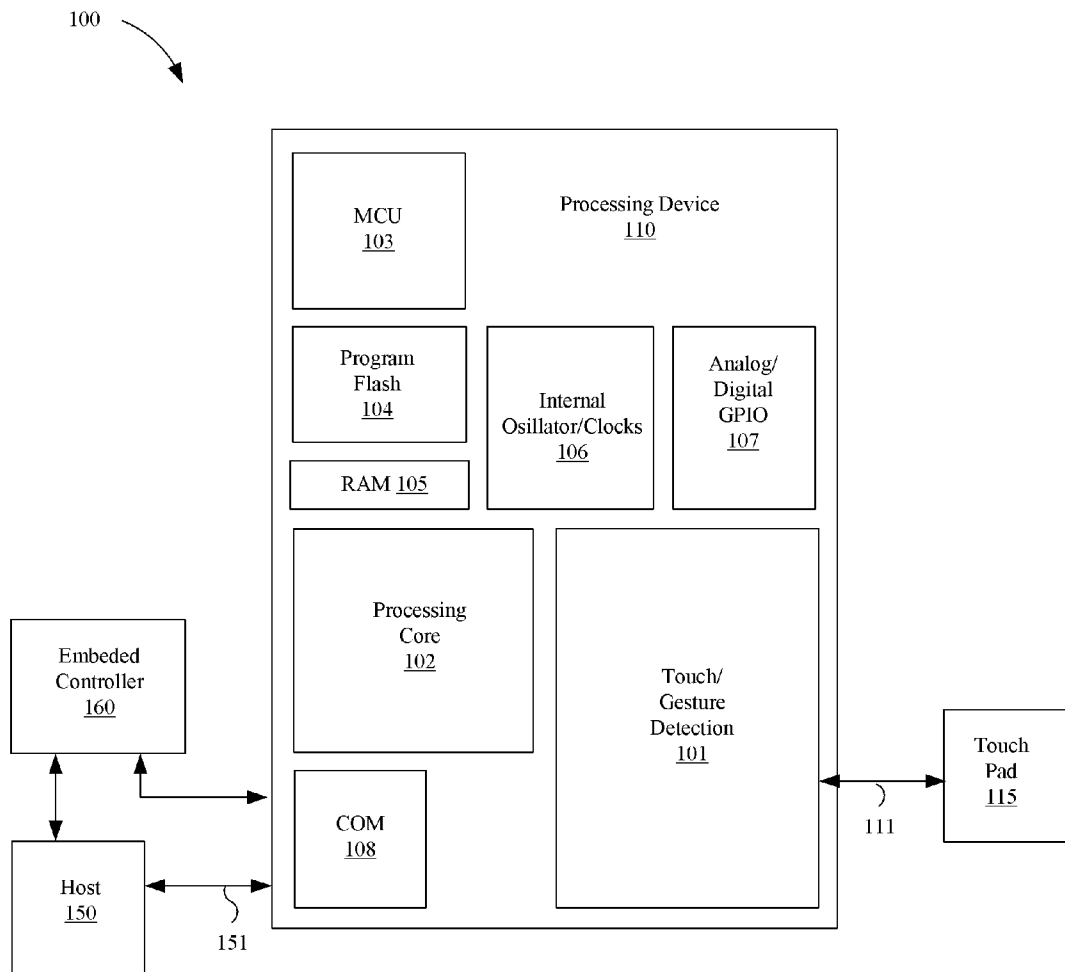 100
MCU
103
Processing Device
110
Program
Flash
104
Internal
Osillator/Clocks
106
Analog/
Digital
GPIO
107
RAM 105
Processing
Core
102
Touch/
Gesture
Detection
101
Embeded
Controller
160
Touch
Pad
115
COM
108
111
Host
150
151